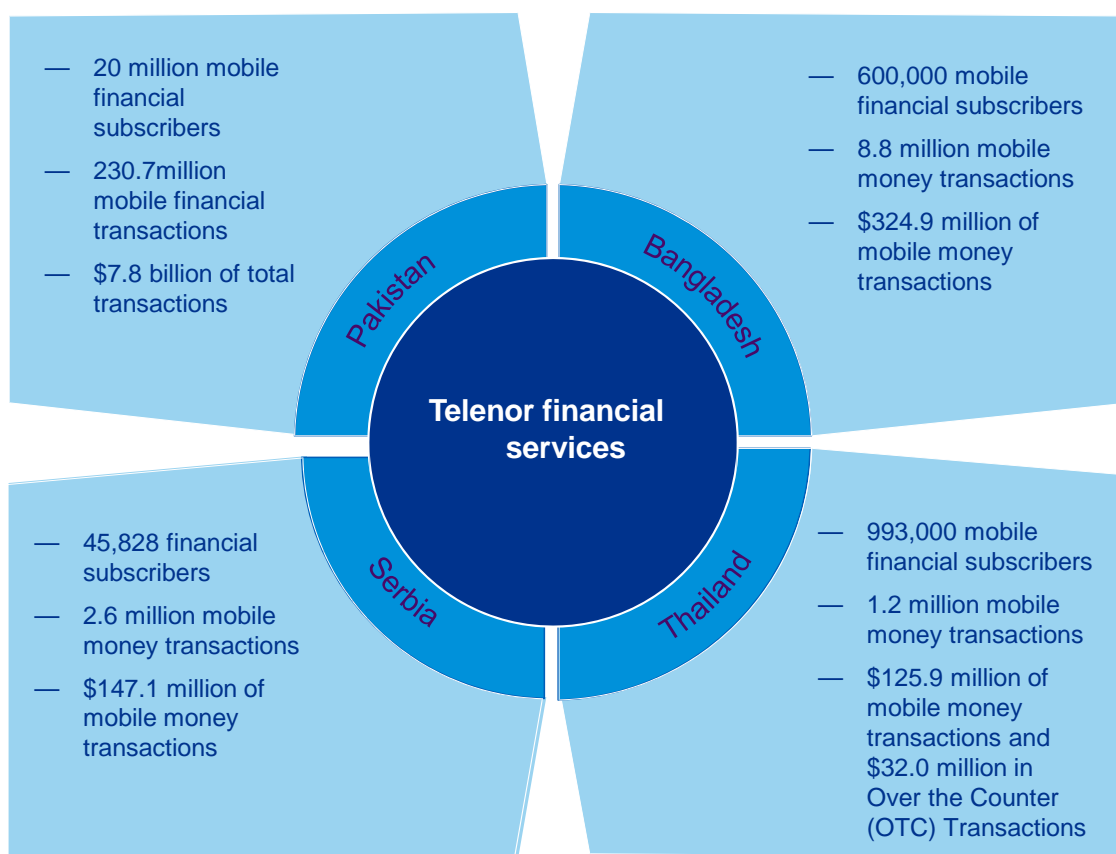 — 20 million mobile
financial
subscribers
— 230.7million
mobile financial
transactions
— $7.8 billion of total
transactions
Pakistan
— 600,000 mobile
financial subscribers
— 8.8 million mobile
money transactions
— $324.9 million of
mobile money
transactions
Bangladesh
Telenor financial
services
— 45,828 financial
subscribers
— 2.6 million mobile
money transactions
— $147.1 million of
mobile money
transactions
Serbia
— 993,000 mobile
financial subscribers
— 1.2 million mobile
money transactions
— $125.9 million of
mobile money
transactions and
$32.0 million in
Over the Counter
(OTC) Transactions
Thailand